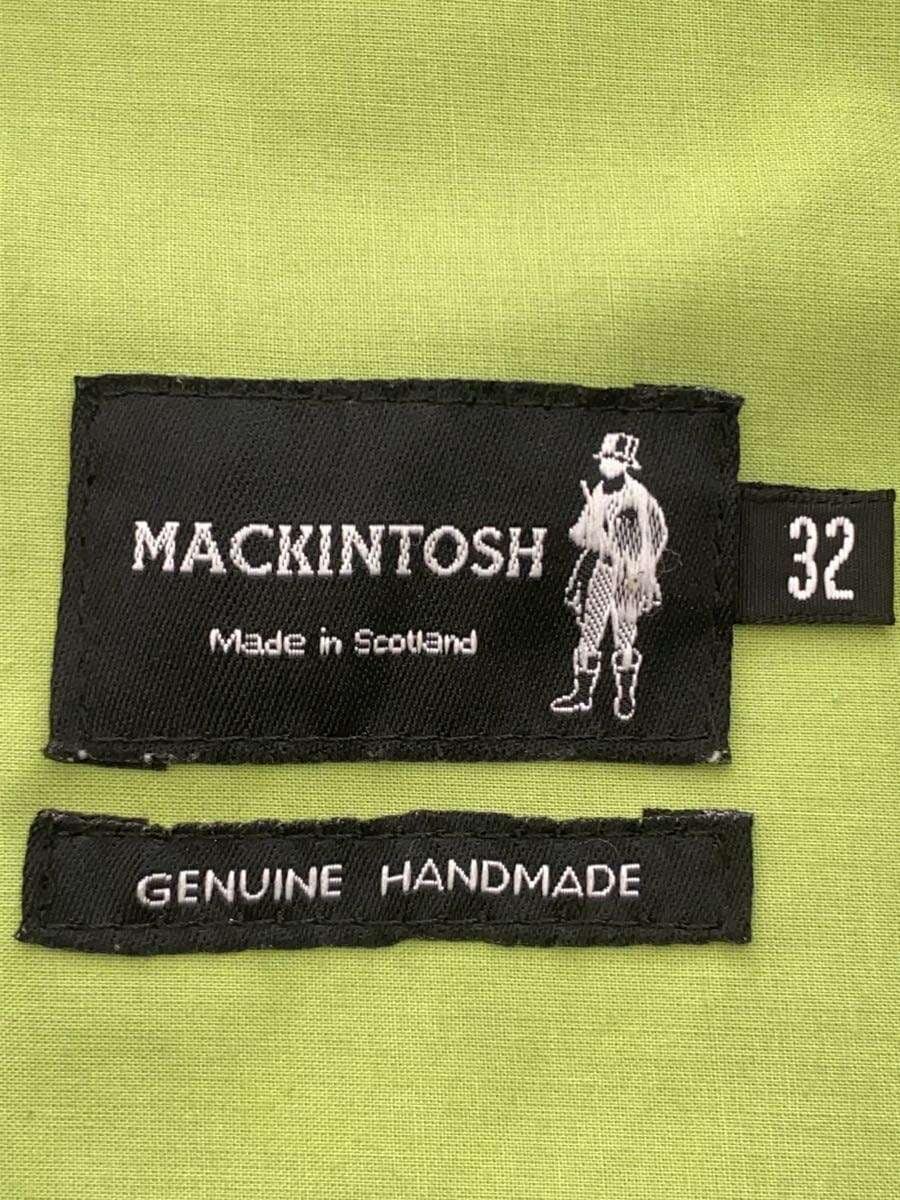 MACKINTOSH
Made in Scotland
32
GENUINE HANDMADE